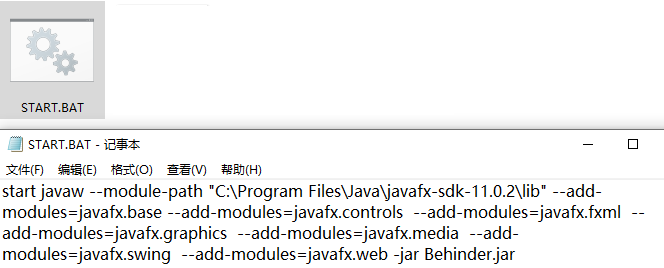 START.BAT
START.BAT - 记事本
文件(F) 编辑(E) 格式(O) 查看(V) 帮助(H)
start javaw --module-path "C:\Program Files\Java\javafx-sdk-11.0.2\lib" --add-
modules=javafx.base --add-modules=javafx.controls  --add-modules=javafx.fxml  --
add-modules=javafx.graphics  --add-modules=javafx.media  --add-
modules=javafx.swing  --add-modules=javafx.web -jar Behinder.jar